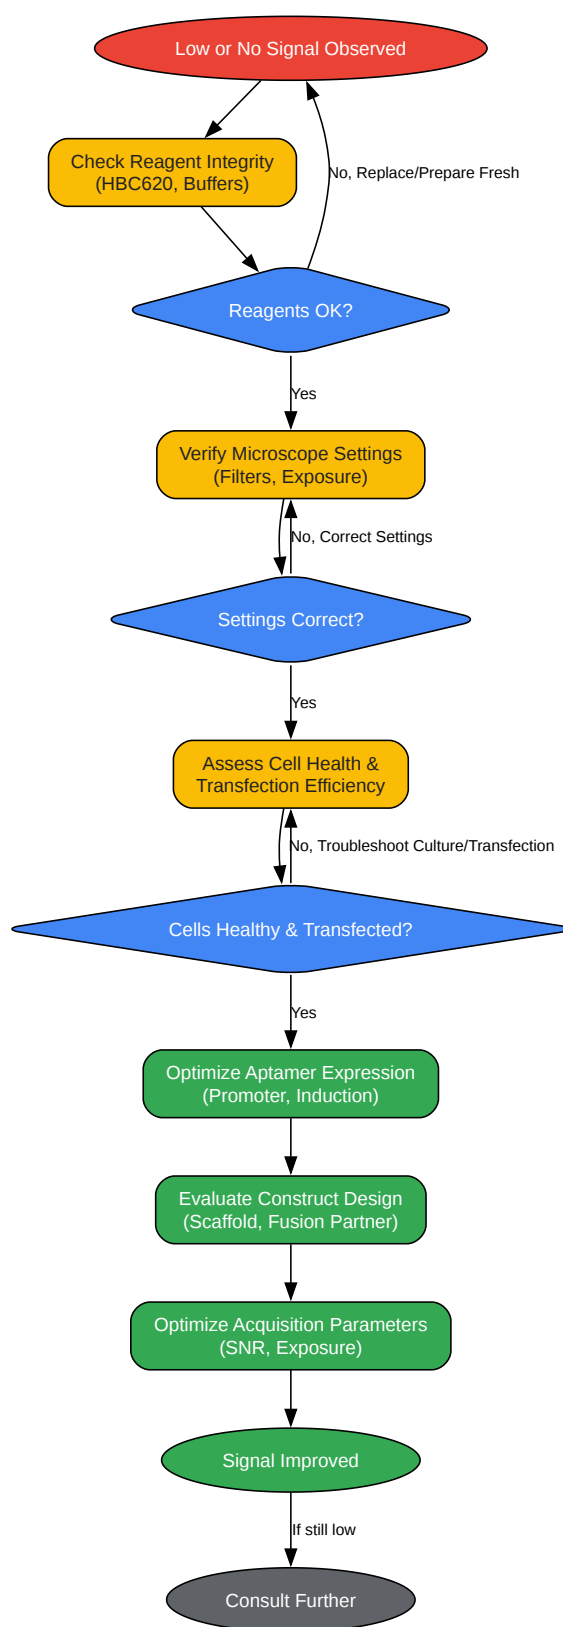 Low or No Signal Observed
Check Reagent Integrity
(HBC620, Buffers)
No, Replace/Prepare Fresh
Reagents OK?
Yes
Verify Microscope Settings
(Filters, Exposure)
No, Correct Settings
Settings Correct?
Yes
Assess Cell Health &
Transfection Efficiency
No, Troubleshoot Culture/Transfection
Cells Healthy & Transfected?
Yes
Optimize Aptamer Expression
(Promoter, Induction)
Evaluate Construct Design
(Scaffold, Fusion Partner)
Optimize Acquisition Parameters
(SNR, Exposure)
Signal Improved
If still low
Consult Further